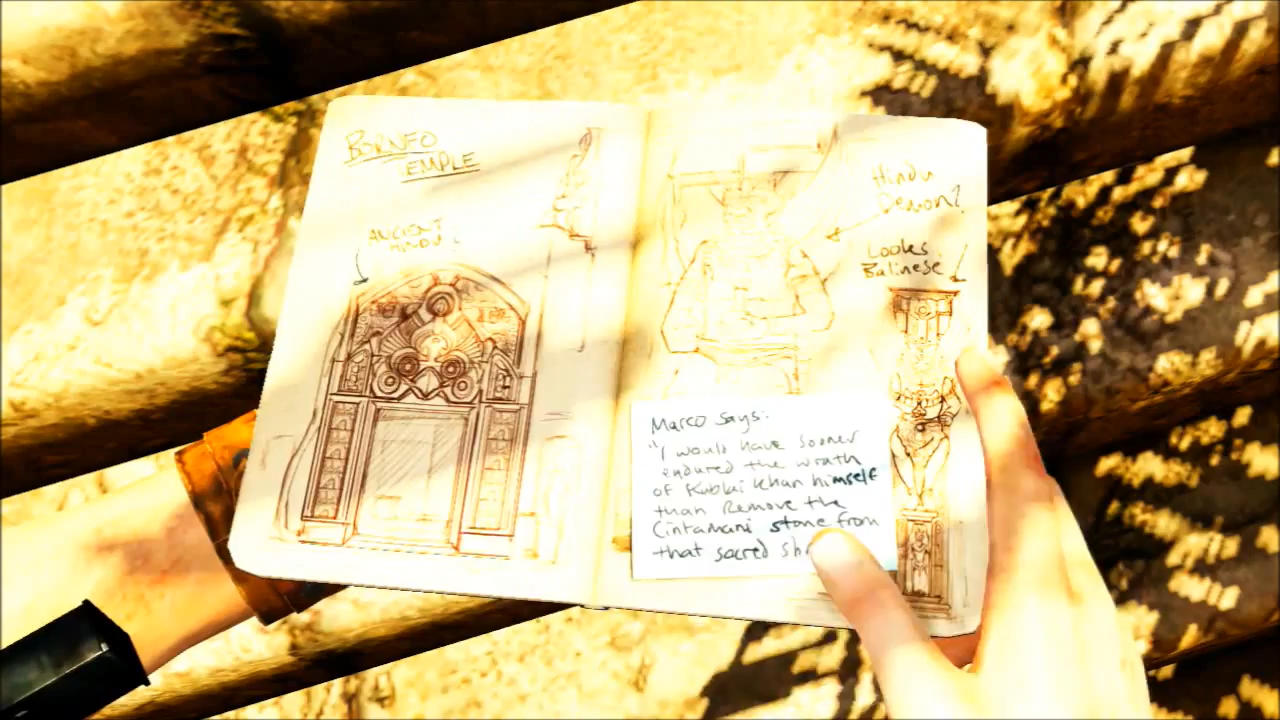 BORNEO
TEMPLE
ANCIENT
HINDU?
Hindu
Demon?
Looks
Balinese
Marco says:
"I would have sooner
endured the wrath
of Kublai Khan himself
than Remove the
Cintamani stone from
that sacred